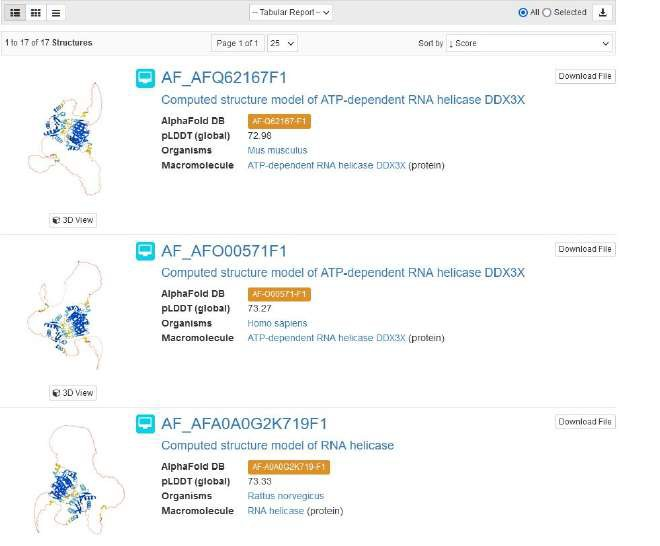 -- Tabular Report --
All Selected
1 to 17 of 17 Structures
Page 1 of 1
25
Sort by ↓ Score
AF_AFQ62167F1
Download File
Computed structure model of ATP-dependent RNA helicase DDX3X
AlphaFold DB AF-Q62167-F1
pLDDT (global) 72.98
Organisms Mus musculus
Macromolecule ATP-dependent RNA helicase DDX3X (protein)
3D View
AF_AFO00571F1
Download File
Computed structure model of ATP-dependent RNA helicase DDX3X
AlphaFold DB AF-O00571-F1
pLDDT (global) 73.27
Organisms Homo sapiens
Macromolecule ATP-dependent RNA helicase DDX3X (protein)
3D View
AF_AFA0A0G2K719F1
Download File
Computed structure model of RNA helicase
AlphaFold DB AF-A0A0G2K719-F1
pLDDT (global) 73.33
Organisms Rattus norvegicus
Macromolecule RNA helicase (protein)